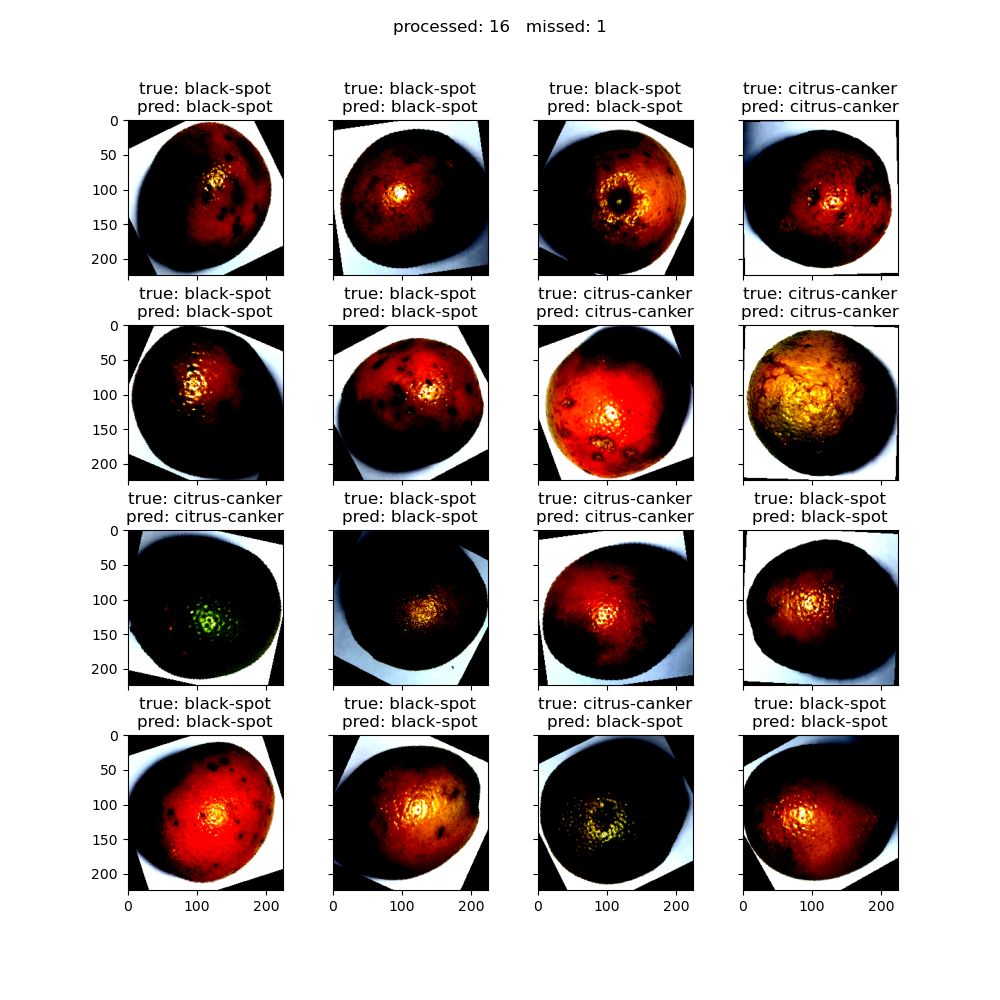 processed: 16   missed: 1
true: black-spot
pred: black-spot
true: black-spot
pred: black-spot
true: black-spot
pred: black-spot
true: citrus-canker
pred: citrus-canker
0
50
100
150
200
true: black-spot
pred: black-spot
true: black-spot
pred: black-spot
true: citrus-canker
pred: citrus-canker
true: citrus-canker
pred: citrus-canker
0
50
100
150
200
true: citrus-canker
pred: citrus-canker
true: black-spot
pred: black-spot
true: citrus-canker
pred: citrus-canker
true: black-spot
pred: black-spot
0
50
100
150
200
true: black-spot
pred: black-spot
true: black-spot
pred: black-spot
true: citrus-canker
pred: black-spot
true: black-spot
pred: black-spot
0
50
100
150
200
0 100 200
0 100 200
0 100 200
0 100 200